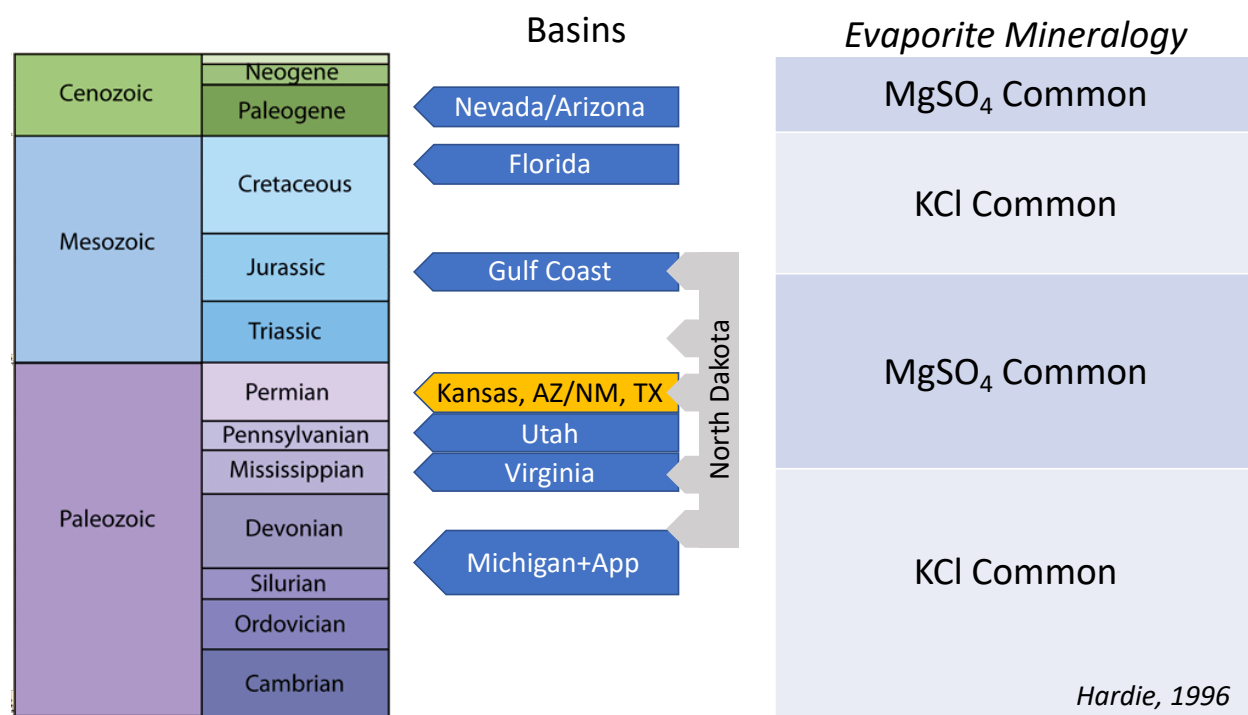 Basins
Evaporite Mineralogy
Cenozoic
Neogene
Paleogene
Mesozoic
Cretaceous
Jurassic
Triassic
Paleozoic
Permian
Pennsylvanian
Mississippian
Devonian
Silurian
Ordovician
Cambrian
Nevada/Arizona
Florida
Gulf Coast
Kansas, AZ/NM, TX
Utah
Virginia
Michigan+App
North Dakota
MgSO₄ Common
KCl Common
MgSO₄ Common
KCl Common
Hardie, 1996